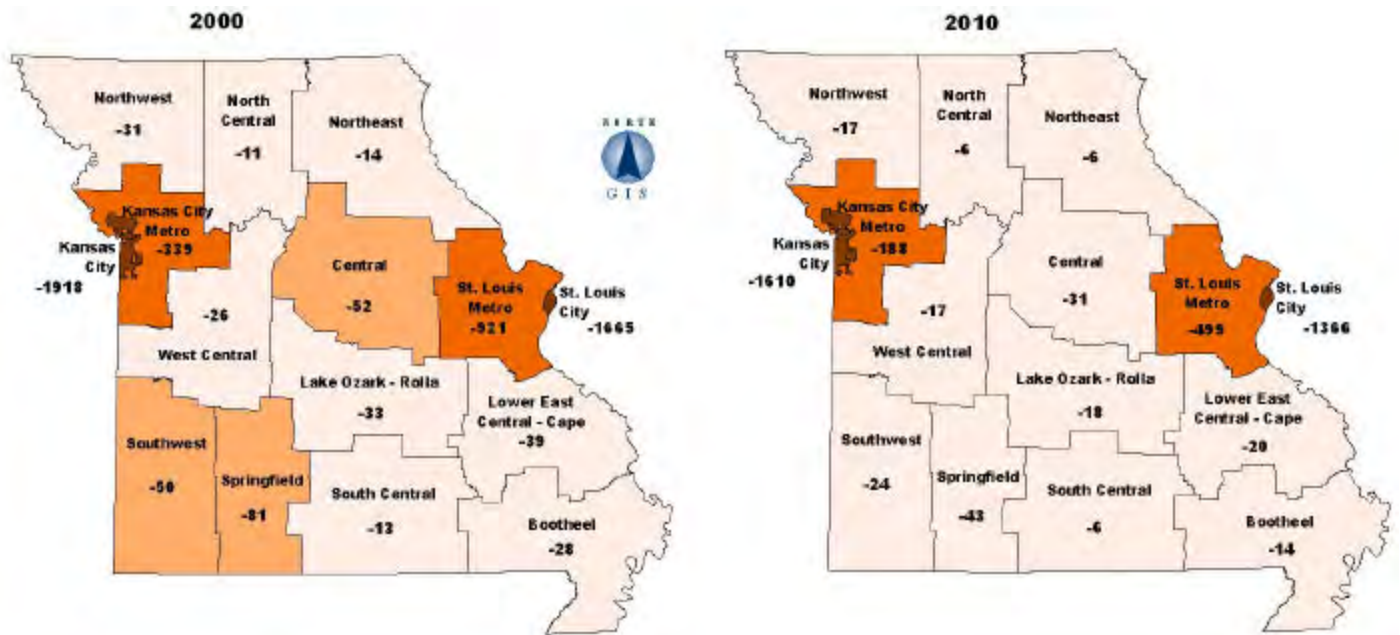 2000
Northwest
-31
North
Central
-11
Northeast
-14
Kansas City
Metro
-339
Kansas
City
-1918
Central
-52
St. Louis
Metro
-921
St. Louis
City
-1665
-26
West Central
Lake Ozark - Rolla
-33
Lower East
Central - Cape
-39
Southwest
-50
Springfield
-81
South Central
-13
Bootheel
-28
NORTH
GIS
2010
Northwest
-17
North
Central
-6
Northeast
-6
Kansas City
Metro
-188
Kansas
City
-1610
Central
-31
St. Louis
Metro
-499
St. Louis
City
-1366
-17
West Central
Lake Ozark - Rolla
-18
Lower East
Central - Cape
-20
Southwest
-24
Springfield
-43
South Central
-6
Bootheel
-14